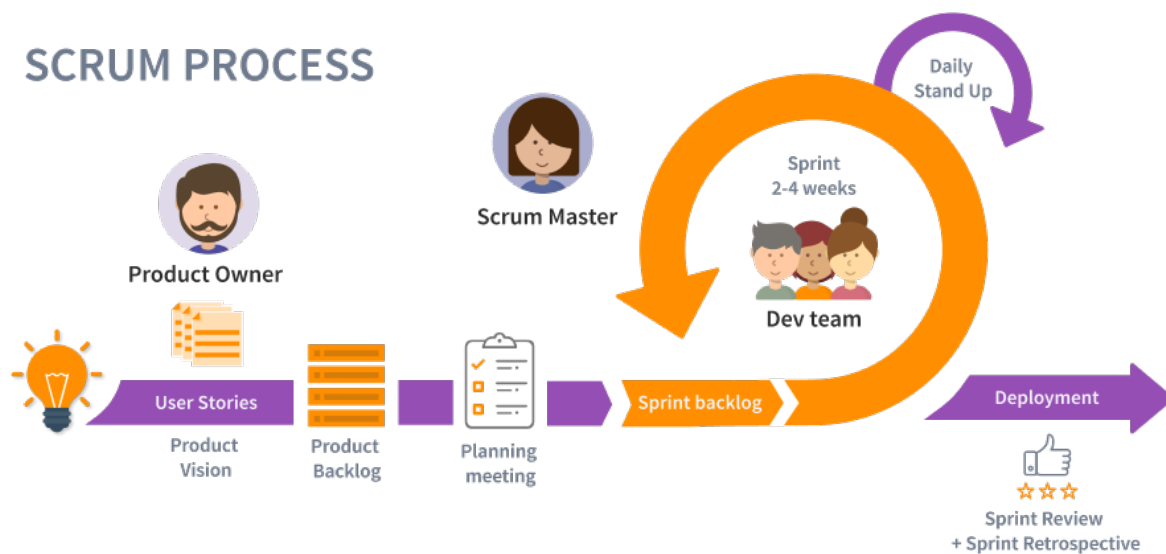 SCRUM PROCESS
Daily
Stand Up
Sprint
2-4 weeks
Scrum Master
Product Owner
Dev team
User Stories
Sprint backlog
Deployment
Product
Vision
Product
Backlog
Planning
meeting
Sprint Review
+ Sprint Retrospective